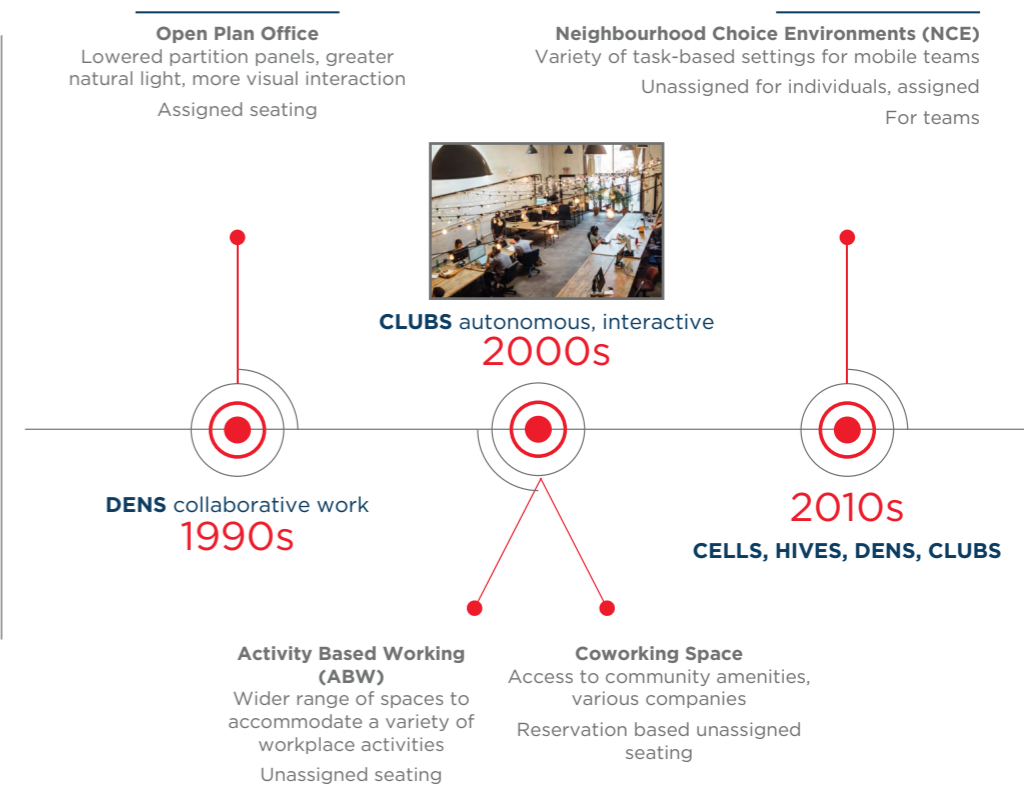 Open Plan Office
Lowered partition panels, greater
natural light, more visual interaction
Assigned seating
Neighbourhood Choice Environments (NCE)
Variety of task-based settings for mobile teams
Unassigned for individuals, assigned
For teams
CLUBS autonomous, interactive
2000s
DENS collaborative work
1990s
2010s
CELLS, HIVES, DENS, CLUBS
Activity Based Working
(ABW)
Wider range of spaces to
accommodate a variety of
workplace activities
Unassigned seating
Coworking Space
Access to community amenities,
various companies
Reservation based unassigned
seating